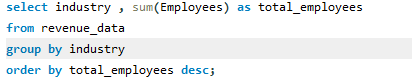 select industry , sum(Employees) as total_employees
from revenue_data
group by industry
order by total_employees desc;